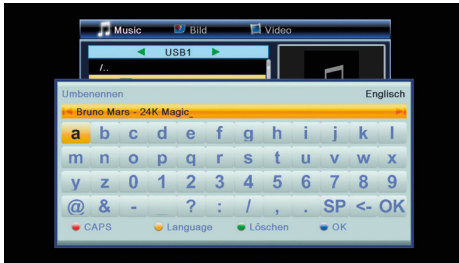 Music Bild Video
USB1
/..
Umbenennen Englisch
Bruno Mars - 24K Magic_
a b c d e f g h i j k l
m n o p q r s t u v w x
y z 0 1 2 3 4 5 6 7 8 9
@ & - ? : / , . SP <- OK
CAPS Language Löschen OK